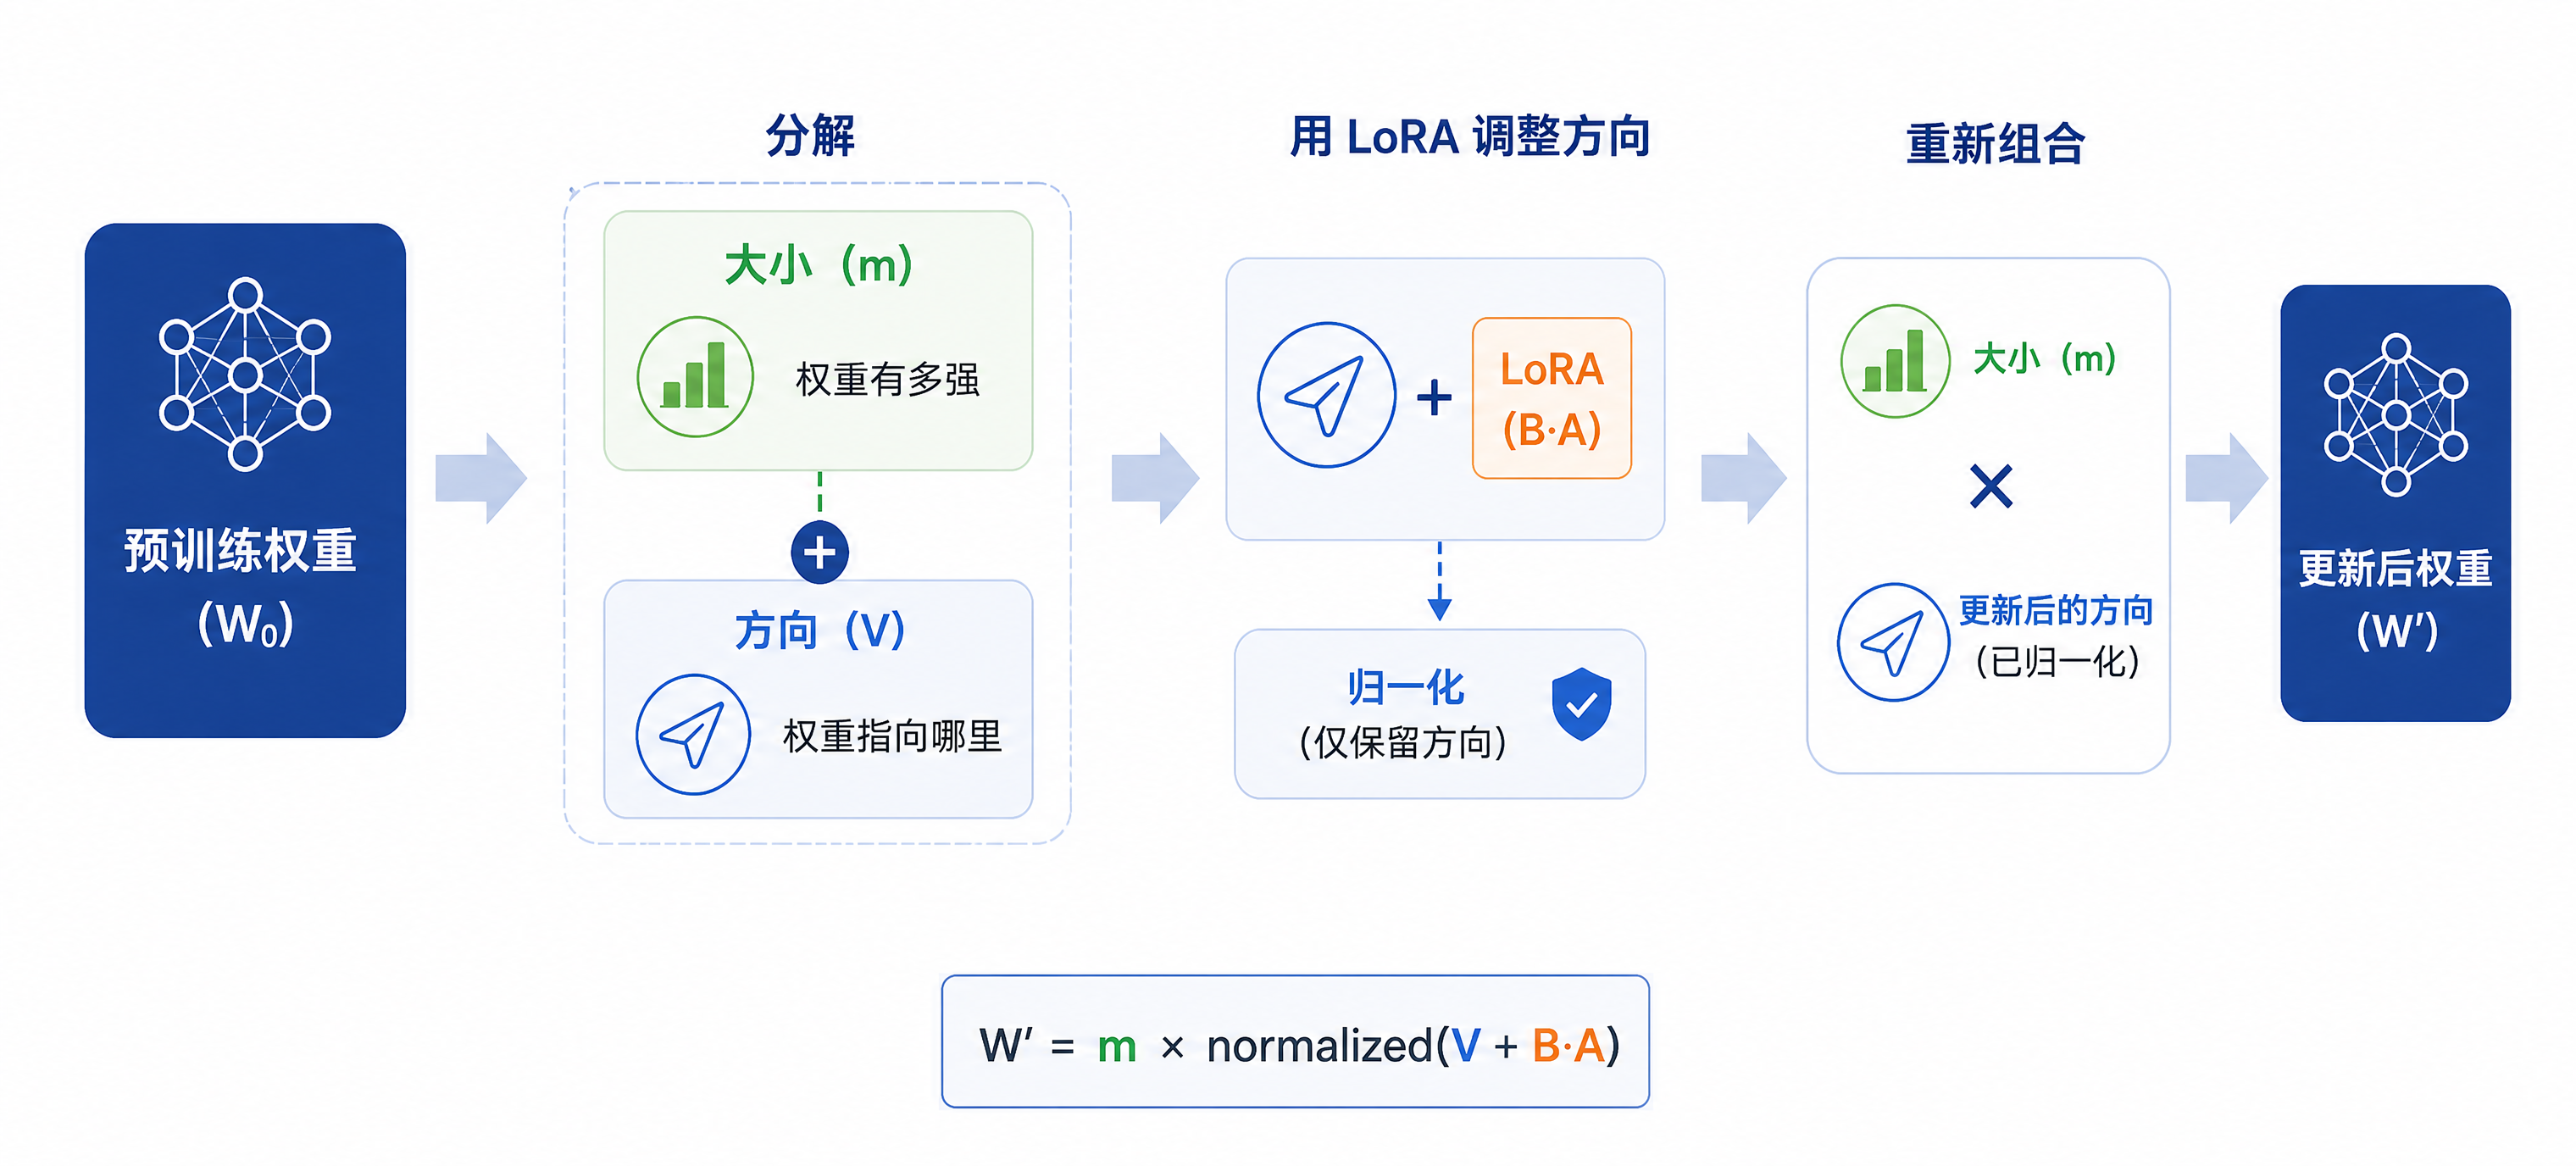 分解
用 LoRA 调整方向
重新组合
预训练权重
(W₀)
大小（m）
权重有多强
+
方向（V）
权重指向哪里
+
LoRA
(B·A)
归一化
(仅保留方向)
大小（m）
×
更新后的方向
(已归一化)
更新后权重
(W′)
W′ = m × normalized(V + B·A)